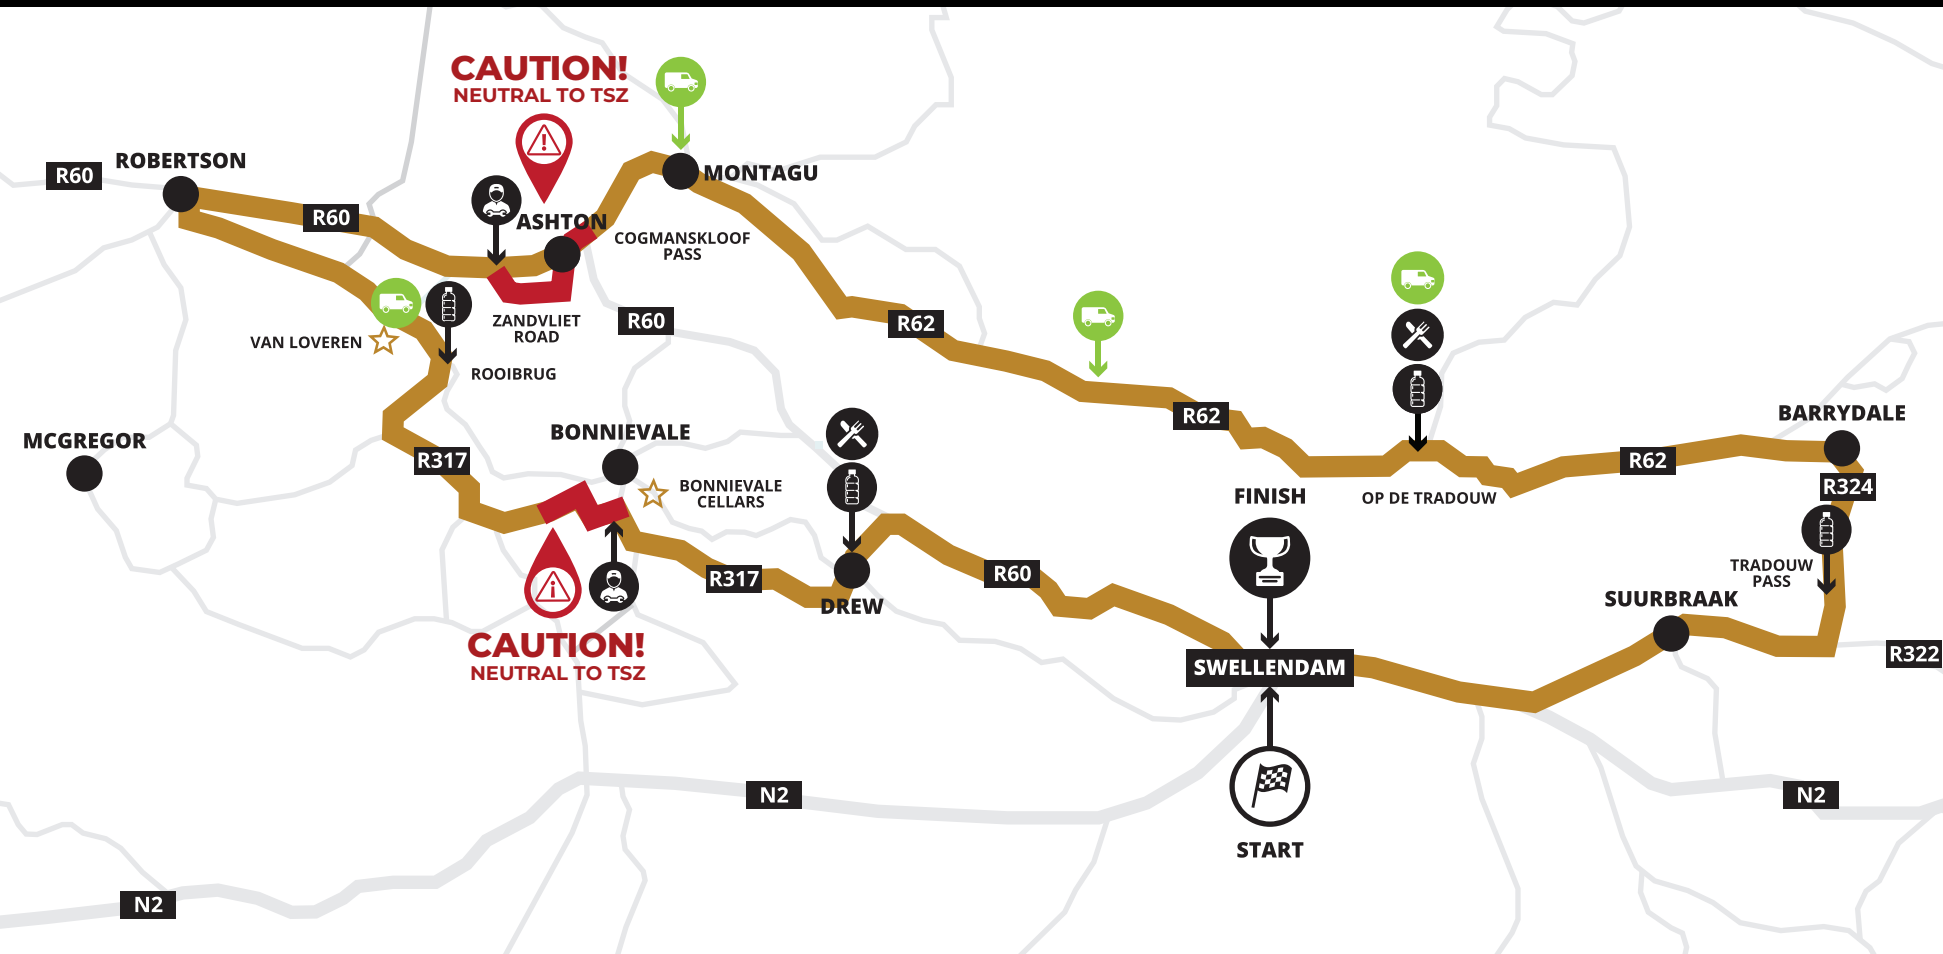 CAUTION!
NEUTRAL TO TSZ
ROBERTSON
R60
MONTAGU
R60
ASHTON
COGMANSKLOOF
PASS
ZANDVLIET
ROAD
R60
R62
VAN LOVEREN
ROOIBRUG
R62
BARRYDALE
MCGREGOR
BONNIEVALE
R317
R62
BONNIEVALE
CELLARS
FINISH
OP DE TRADOUW
R324
TRADOUW
PASS
R317
R60
DREW
SUURBRAAK
CAUTION!
NEUTRAL TO TSZ
SWELLENDAM
R322
N2
N2
START
N2